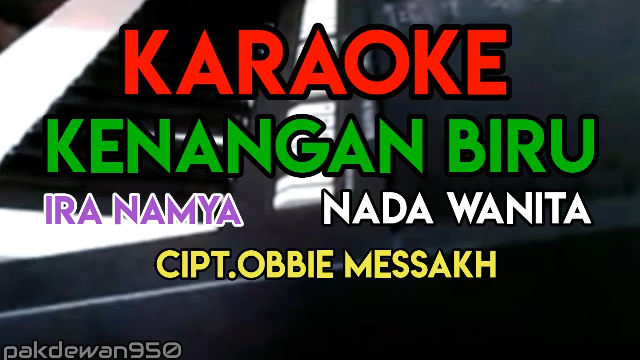 KARAOKE
KENANGAN BIRU
IRA NAMYA NADA WANITA
CIPT.OBBIE MESSAKH
pakdewan950